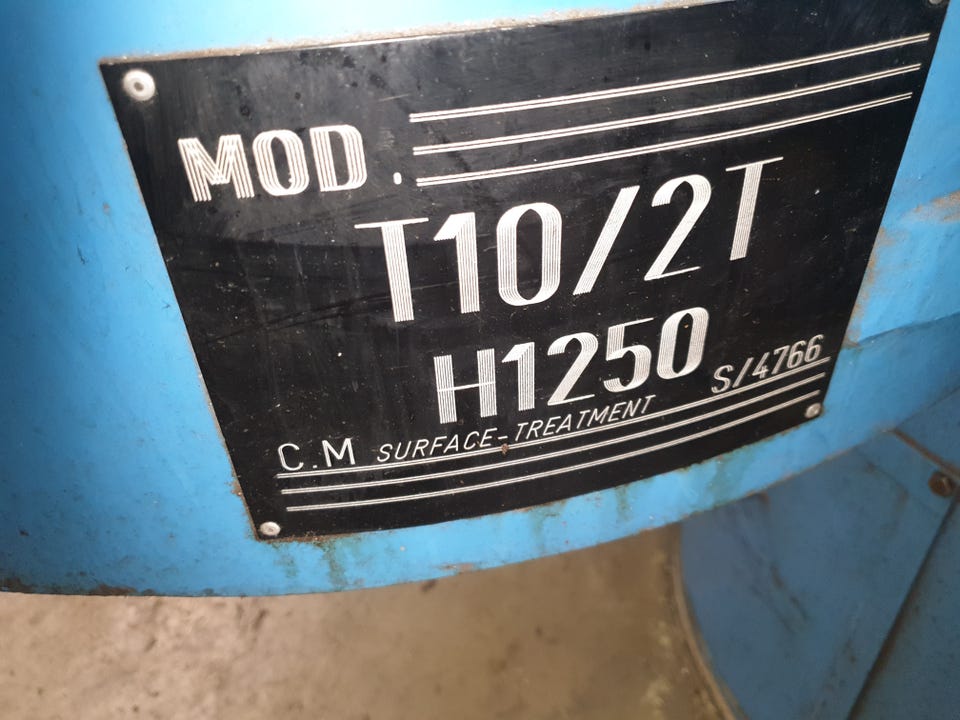 MOD.
T10/2T
H1250
S/4766
C.M SURFACE-TREATMENT